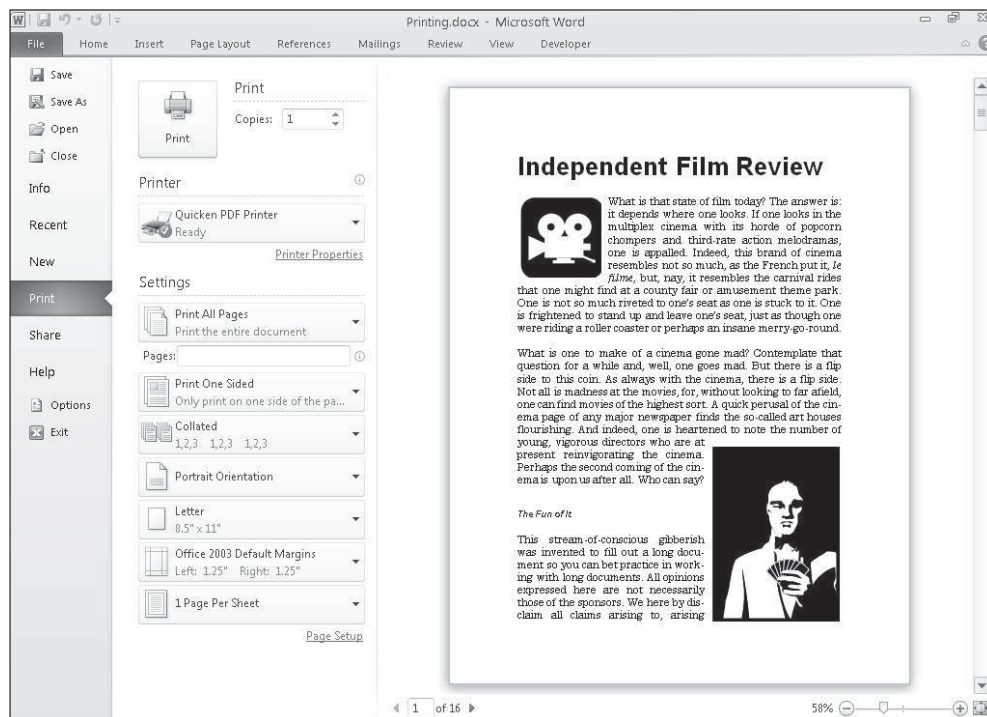 W
Printing.docx - Microsoft Word
File Home Insert Page Layout References Mailings Review View Developer
Save
Save As
Open
Close
Info
Recent
New
Print
Share
Help
Options
Exit
Print
Print
Copies: 1
Printer
Quicken PDF Printer
Ready
Printer Properties
Settings
Print All Pages
Print the entire document
Pages:
Print One Sided
Only print on one side of the pa...
Collated
1,2,3 1,2,3 1,2,3
Portrait Orientation
Letter
8.5" x 11"
Office 2003 Default Margins
Left: 1.25" Right: 1.25"
1 Page Per Sheet
Page Setup
Independent Film Review
What is that state of film today? The answer is:
it depends where one looks. If one looks in the
multiplex cinema with its horde of popcorn
chompers and third-rate action melodramas,
one is appalled. Indeed, this brand of cinema
resembles not so much, as the French put it, le
filme, but, nay, it resembles the carnival rides
that one might find at a county fair or amusement theme park.
One is not so much riveted to one's seat as one is stuck to it. One
is frightened to stand up and leave one's seat, just as though one
were riding a roller coaster or perhaps an insane merry-go-round.
What is one to make of a cinema gone mad? Contemplate that
question for a while and, well, one goes mad. But there is a flip
side to this coin. As always with the cinema, there is a flip side.
Not all is madness at the movies, for, without looking to far afield,
one can find movies of the highest sort. A quick perusal of the cin-
ema page of any major newspaper finds the so-called art houses
flourishing. And indeed, one is heartened to note the number of
young, vigorous directors who are at
present reinvigorating the cinema.
Perhaps the second coming of the cin-
ema is upon us after all. Who can say?
The Fun of It
This stream-of-conscious gibberish
was invented to fill out a long docu-
ment so you can bet practice in work-
ing with long documents. All opinions
expressed here are not necessarily
those of the sponsors. We here by dis-
claim all claims arising to, arising
1 of 16
58%